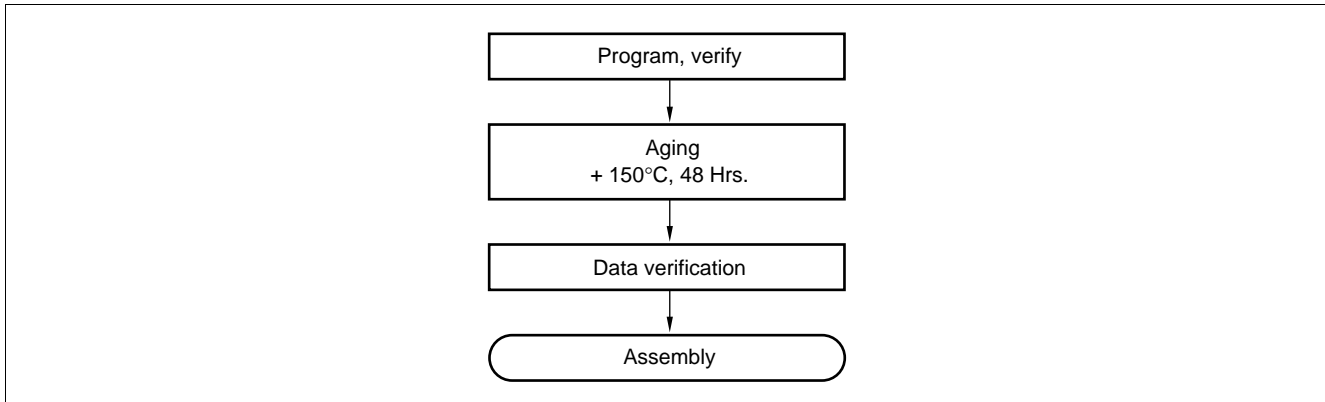 Program, verify
Aging
+ 150°C, 48 Hrs.
Data verification
Assembly